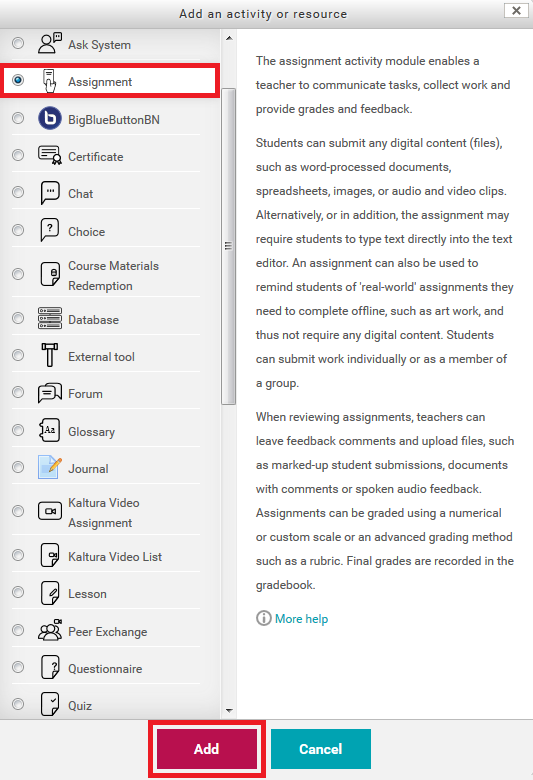 Add an activity or resource
Ask System
Assignment
BigBlueButtonBN
Certificate
Chat
Choice
Course Materials
Redemption
Database
External tool
Forum
Aa
Glossary
Journal
Kaltura Video
Assignment
Kaltura Video List
Lesson
Peer Exchange
?
Questionnaire
Quiz
The assignment activity module enables a
teacher to communicate tasks, collect work and
provide grades and feedback.
Students can submit any digital content (files),
such as word-processed documents,
spreadsheets, images, or audio and video clips.
Alternatively, or in addition, the assignment may
require students to type text directly into the text
editor. An assignment can also be used to
remind students of 'real-world' assignments they
need to complete offline, such as art work, and
thus not require any digital content. Students
can submit work individually or as a member of
a group.
When reviewing assignments, teachers can
leave feedback comments and upload files, such
as marked-up student submissions, documents
with comments or spoken audio feedback.
Assignments can be graded using a numerical
or custom scale or an advanced grading method
such as a rubric. Final grades are recorded in the
gradebook.
More help
Add
Cancel